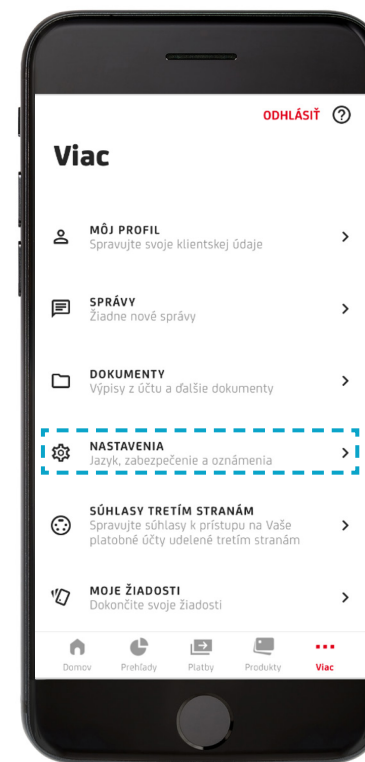 ODHLÁSIŤ
Viac
MÔJ PROFIL
Spravujte svoje klientskej údaje
SPRÁVY
Žiadne nové správy
DOKUMENTY
Výpisy z účtu a ďalšie dokumenty
NASTAVENIA
Jazyk, zabezpečenie a oznámenia
SÚHLASY TRETÍM STRANÁM
Spravujte súhlasy k prístupu na Vaše
platobné účty udelené tretím stranám
MOJE ŽIADOSTI
Dokončite svoje žiadosti
Domov Prehľady Platby Produkty Viac